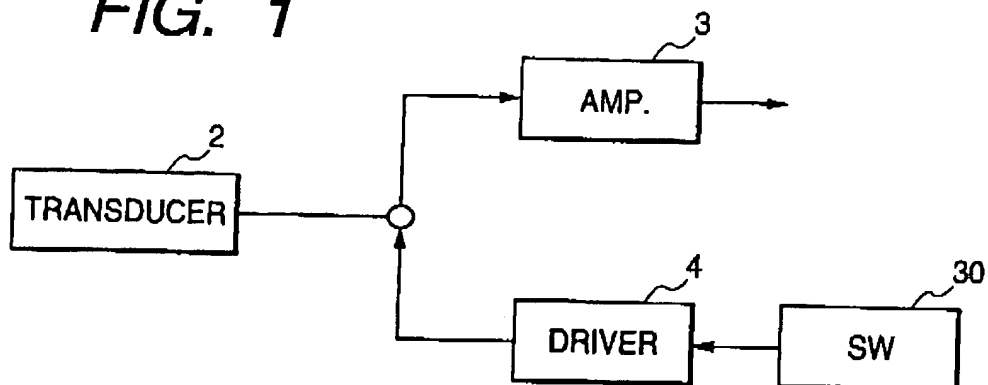 FIG. 1
3
AMP.
2
TRANSDUCER
4
30
DRIVER
SW